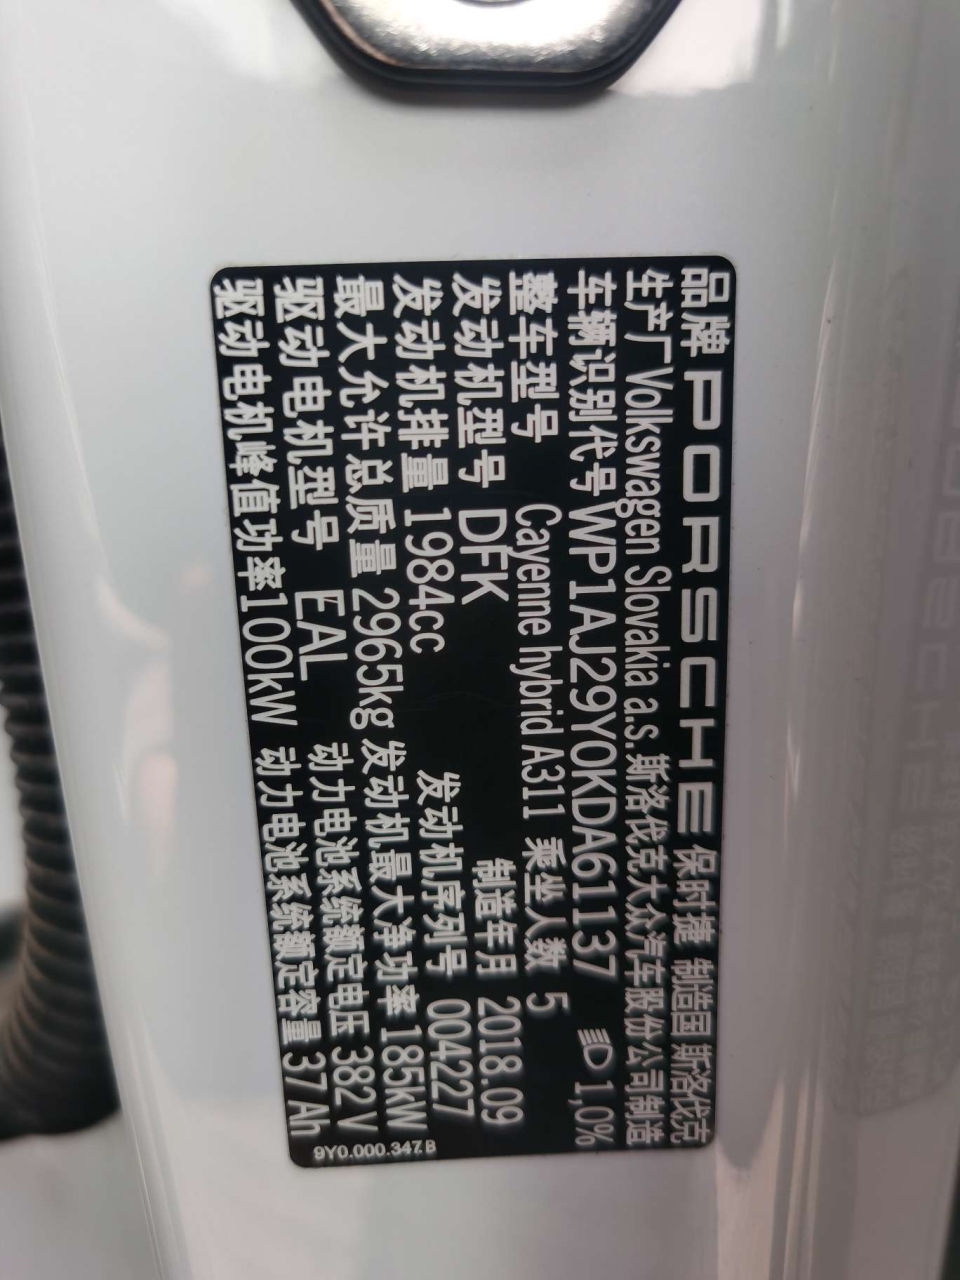 品牌 PORSCHE 保时捷 制造国 斯洛伐克
生产厂 Volkswagen Slovakia a.s. 斯洛伐克大众汽车股份公司制造
车辆识别代号 WP1AJ29Y0KDA61137 1,0%
整车型号 Cayenne hybrid A311 乘坐人数 5
发动机型号 DFK 制造年月 2018.09
发动机排量 1984cc 发动机序列号 004227
最大允许总质量 2965kg 发动机最大净功率 185kW
驱动电机型号 EAL 动力电池系统额定电压 382 V
驱动电机峰值功率 100kW 动力电池系统额定容量 37 Ah
9Y0.000.347.B